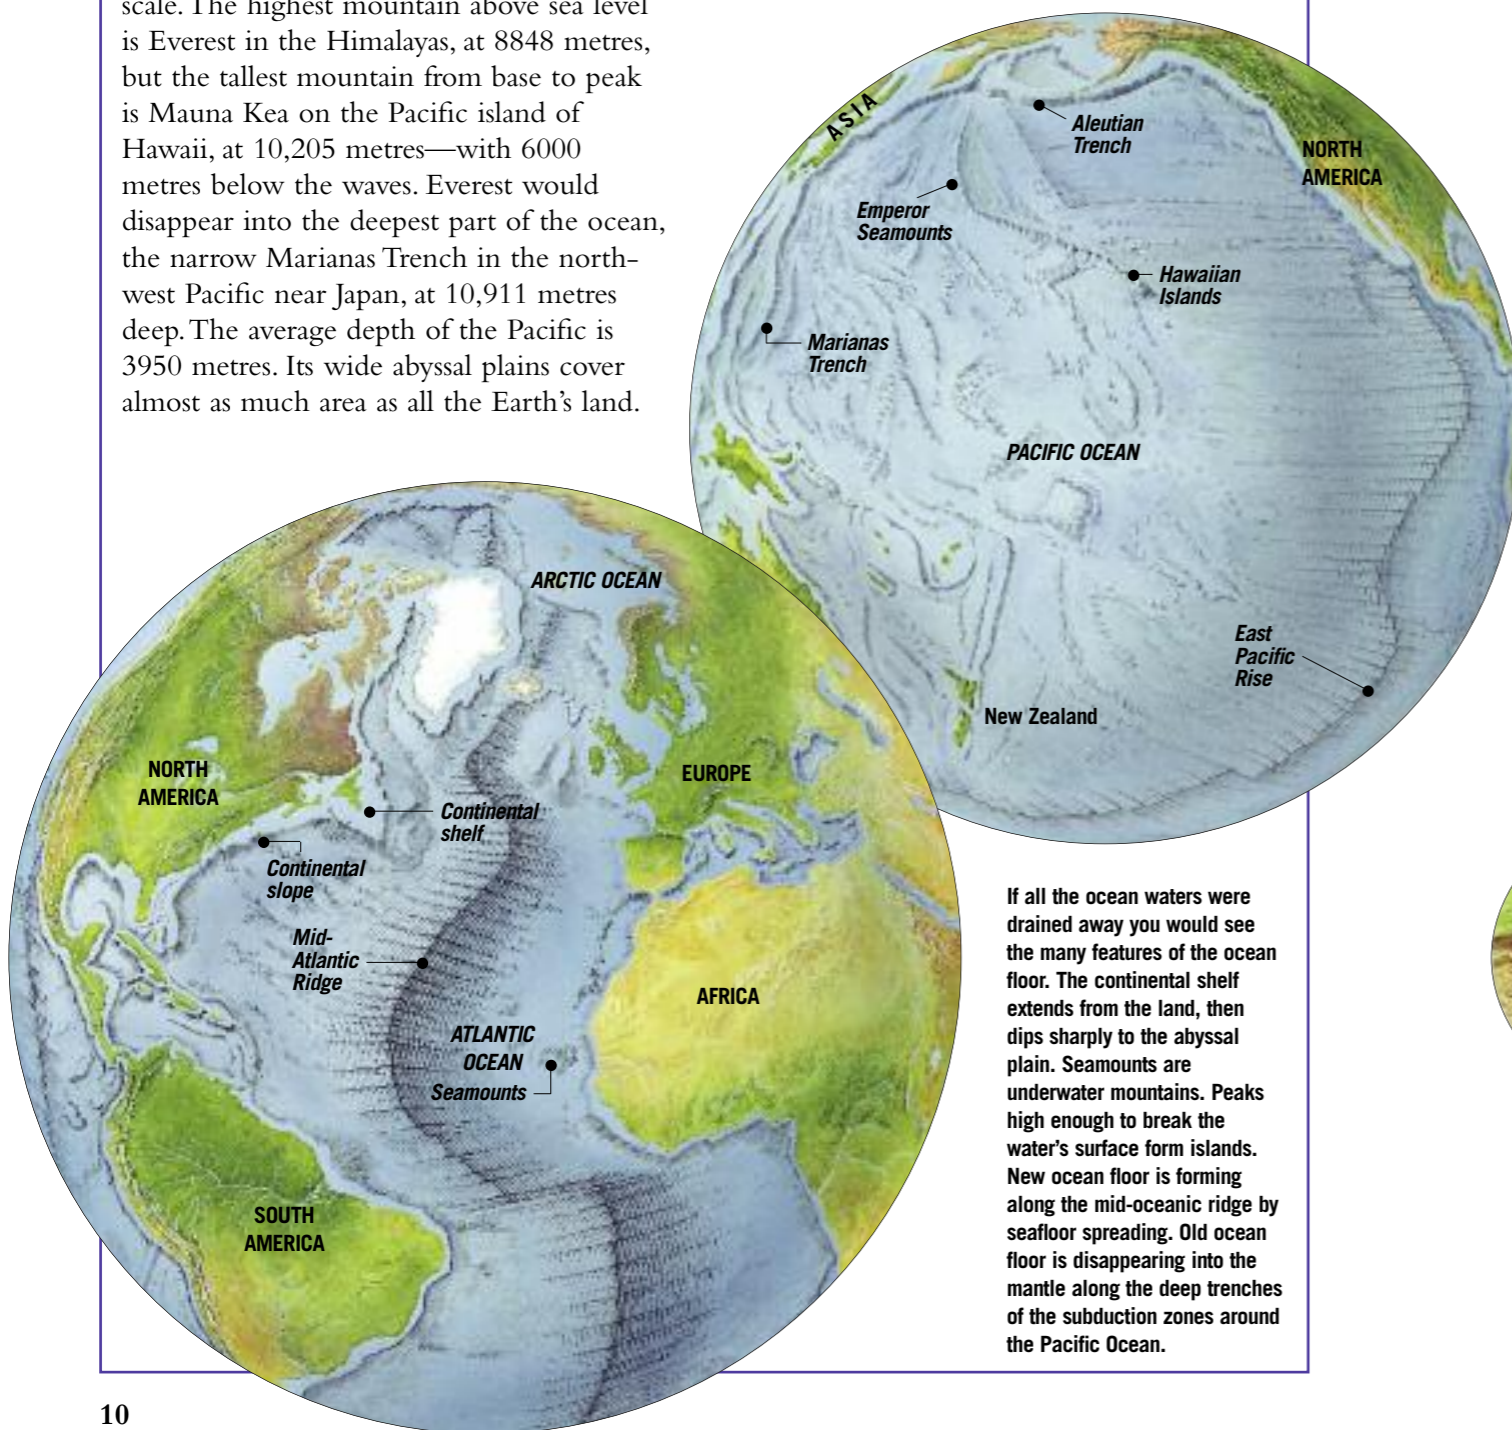 scale. The highest mountain above sea level
is Everest in the Himalayas, at 8848 metres,
but the tallest mountain from base to peak
is Mauna Kea on the Pacific island of
Hawaii, at 10,205 metres—with 6000
metres below the waves. Everest would
disappear into the deepest part of the ocean,
the narrow Marianas Trench in the north-
west Pacific near Japan, at 10,911 metres
deep. The average depth of the Pacific is
3950 metres. Its wide abyssal plains cover
almost as much area as all the Earth's land.
ASIA
Aleutian
Trench
NORTH
AMERICA
Emperor
Seamounts
Hawaiian
Islands
Marianas
Trench
PACIFIC OCEAN
East
Pacific
Rise
New Zealand
ARCTIC OCEAN
NORTH
AMERICA
EUROPE
Continental
shelf
Continental
slope
Mid-
Atlantic
Ridge
AFRICA
ATLANTIC
OCEAN
Seamounts
SOUTH
AMERICA
If all the ocean waters were
drained away you would see
the many features of the ocean
floor. The continental shelf
extends from the land, then
dips sharply to the abyssal
plain. Seamounts are
underwater mountains. Peaks
high enough to break the
water's surface form islands.
New ocean floor is forming
along the mid-oceanic ridge by
seafloor spreading. Old ocean
floor is disappearing into the
mantle along the deep trenches
of the subduction zones around
the Pacific Ocean.
10